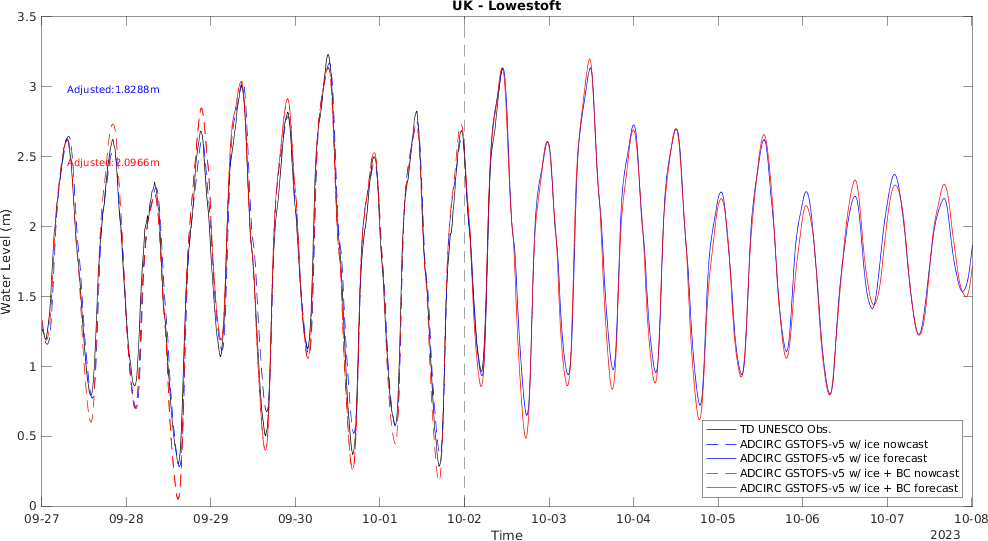 UK - Lowestoft
3.5
3
2.5
2
1.5
1
0.5
0
Water Level (m)
Adjusted:1.8288m
Adjusted:2.0966m
TD UNESCO Obs.
ADCIRC GSTOFS-v5 w/ ice nowcast
ADCIRC GSTOFS-v5 w/ ice forecast
ADCIRC GSTOFS-v5 w/ ice + BC nowcast
ADCIRC GSTOFS-v5 w/ ice + BC forecast
09-27 09-28 09-29 09-30 10-01 10-02 10-03 10-04 10-05 10-06 10-07 10-08
Time
2023